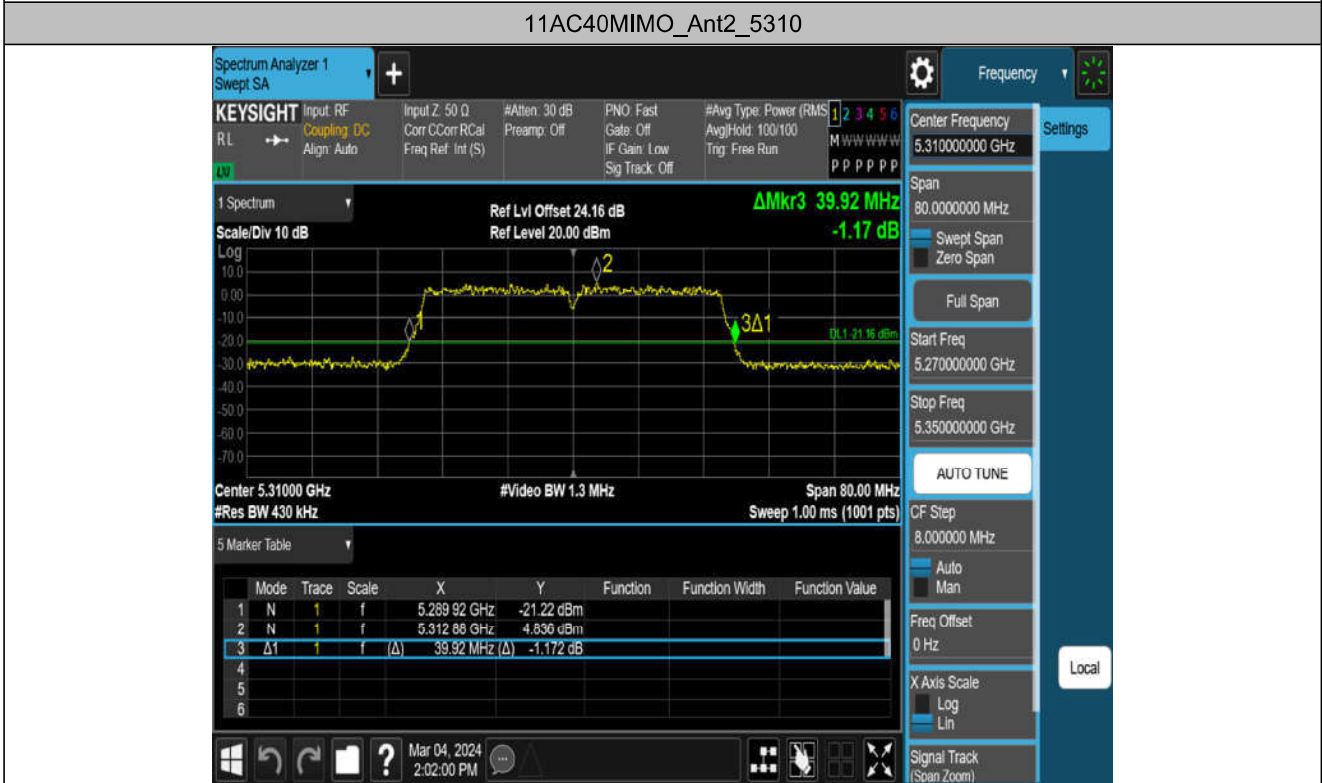 11AC40MIMO_Ant2_5310
Spectrum Analyzer 1
Swept SA
+
Frequency
KEYSIGHT
RL
LXI
Input: RF
Coupling: DC
Align: Auto
Input Z: 50 Ω
Corr CCorr RCal
Freq Ref: Int (S)
#Atten: 30 dB
Preamp: Off
PNO: Fast
Gate: Off
IF Gain: Low
Sig Track: Off
#Avg Type: Power (RMS
Avg|Hold: 100/100
Trig: Free Run
1 2 3 4 5 6
M W W W W W
P P P P P P
1 Spectrum
Scale/Div 10 dB
Ref Lvl Offset 24.16 dB
Ref Level 20.00 dBm
ΔMkr3 39.92 MHz
-1.17 dB
Log
10.0
0.00
-10.0
-20.0
-30.0
-40.0
-50.0
-60.0
-70.0
1
2
3Δ1
DL1 -21.16 dBm
Center 5.31000 GHz
#Video BW 1.3 MHz
Span 80.00 MHz
#Res BW 430 kHz
Sweep 1.00 ms (1001 pts)
5 Marker Table
Mode Trace Scale X Y Function Function Width Function Value
1 N 1 f 5.289 92 GHz -21.22 dBm
2 N 1 f 5.312 88 GHz 4.836 dBm
3 Δ1 1 f (Δ) 39.92 MHz (Δ) -1.172 dB
4
5
6
Mar 04, 2024
2:02:00 PM
?
Center Frequency
5.310000000 GHz
Settings
Span
80.0000000 MHz
Swept Span
Zero Span
Full Span
Start Freq
5.270000000 GHz
Stop Freq
5.350000000 GHz
AUTO TUNE
CF Step
8.000000 MHz
Auto
Man
Freq Offset
0 Hz
X Axis Scale
Log
Lin
Local
Signal Track
(Span Zoom)